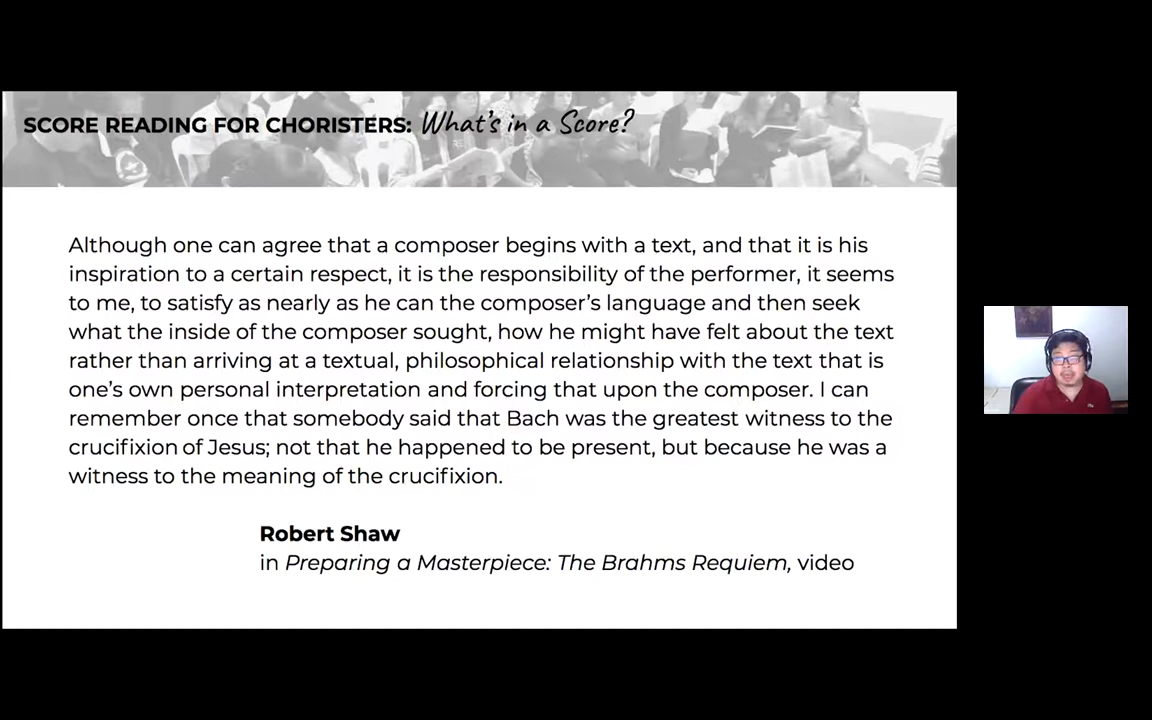 SCORE READING FOR CHORISTERS: What's in a Score?
Although one can agree that a composer begins with a text, and that it is his
inspiration to a certain respect, it is the responsibility of the performer, it seems
to me, to satisfy as nearly as he can the composer’s language and then seek
what the inside of the composer sought, how he might have felt about the text
rather than arriving at a textual, philosophical relationship with the text that is
one’s own personal interpretation and forcing that upon the composer. I can
remember once that somebody said that Bach was the greatest witness to the
crucifixion of Jesus; not that he happened to be present, but because he was a
witness to the meaning of the crucifixion.
Robert Shaw
in Preparing a Masterpiece: The Brahms Requiem, video